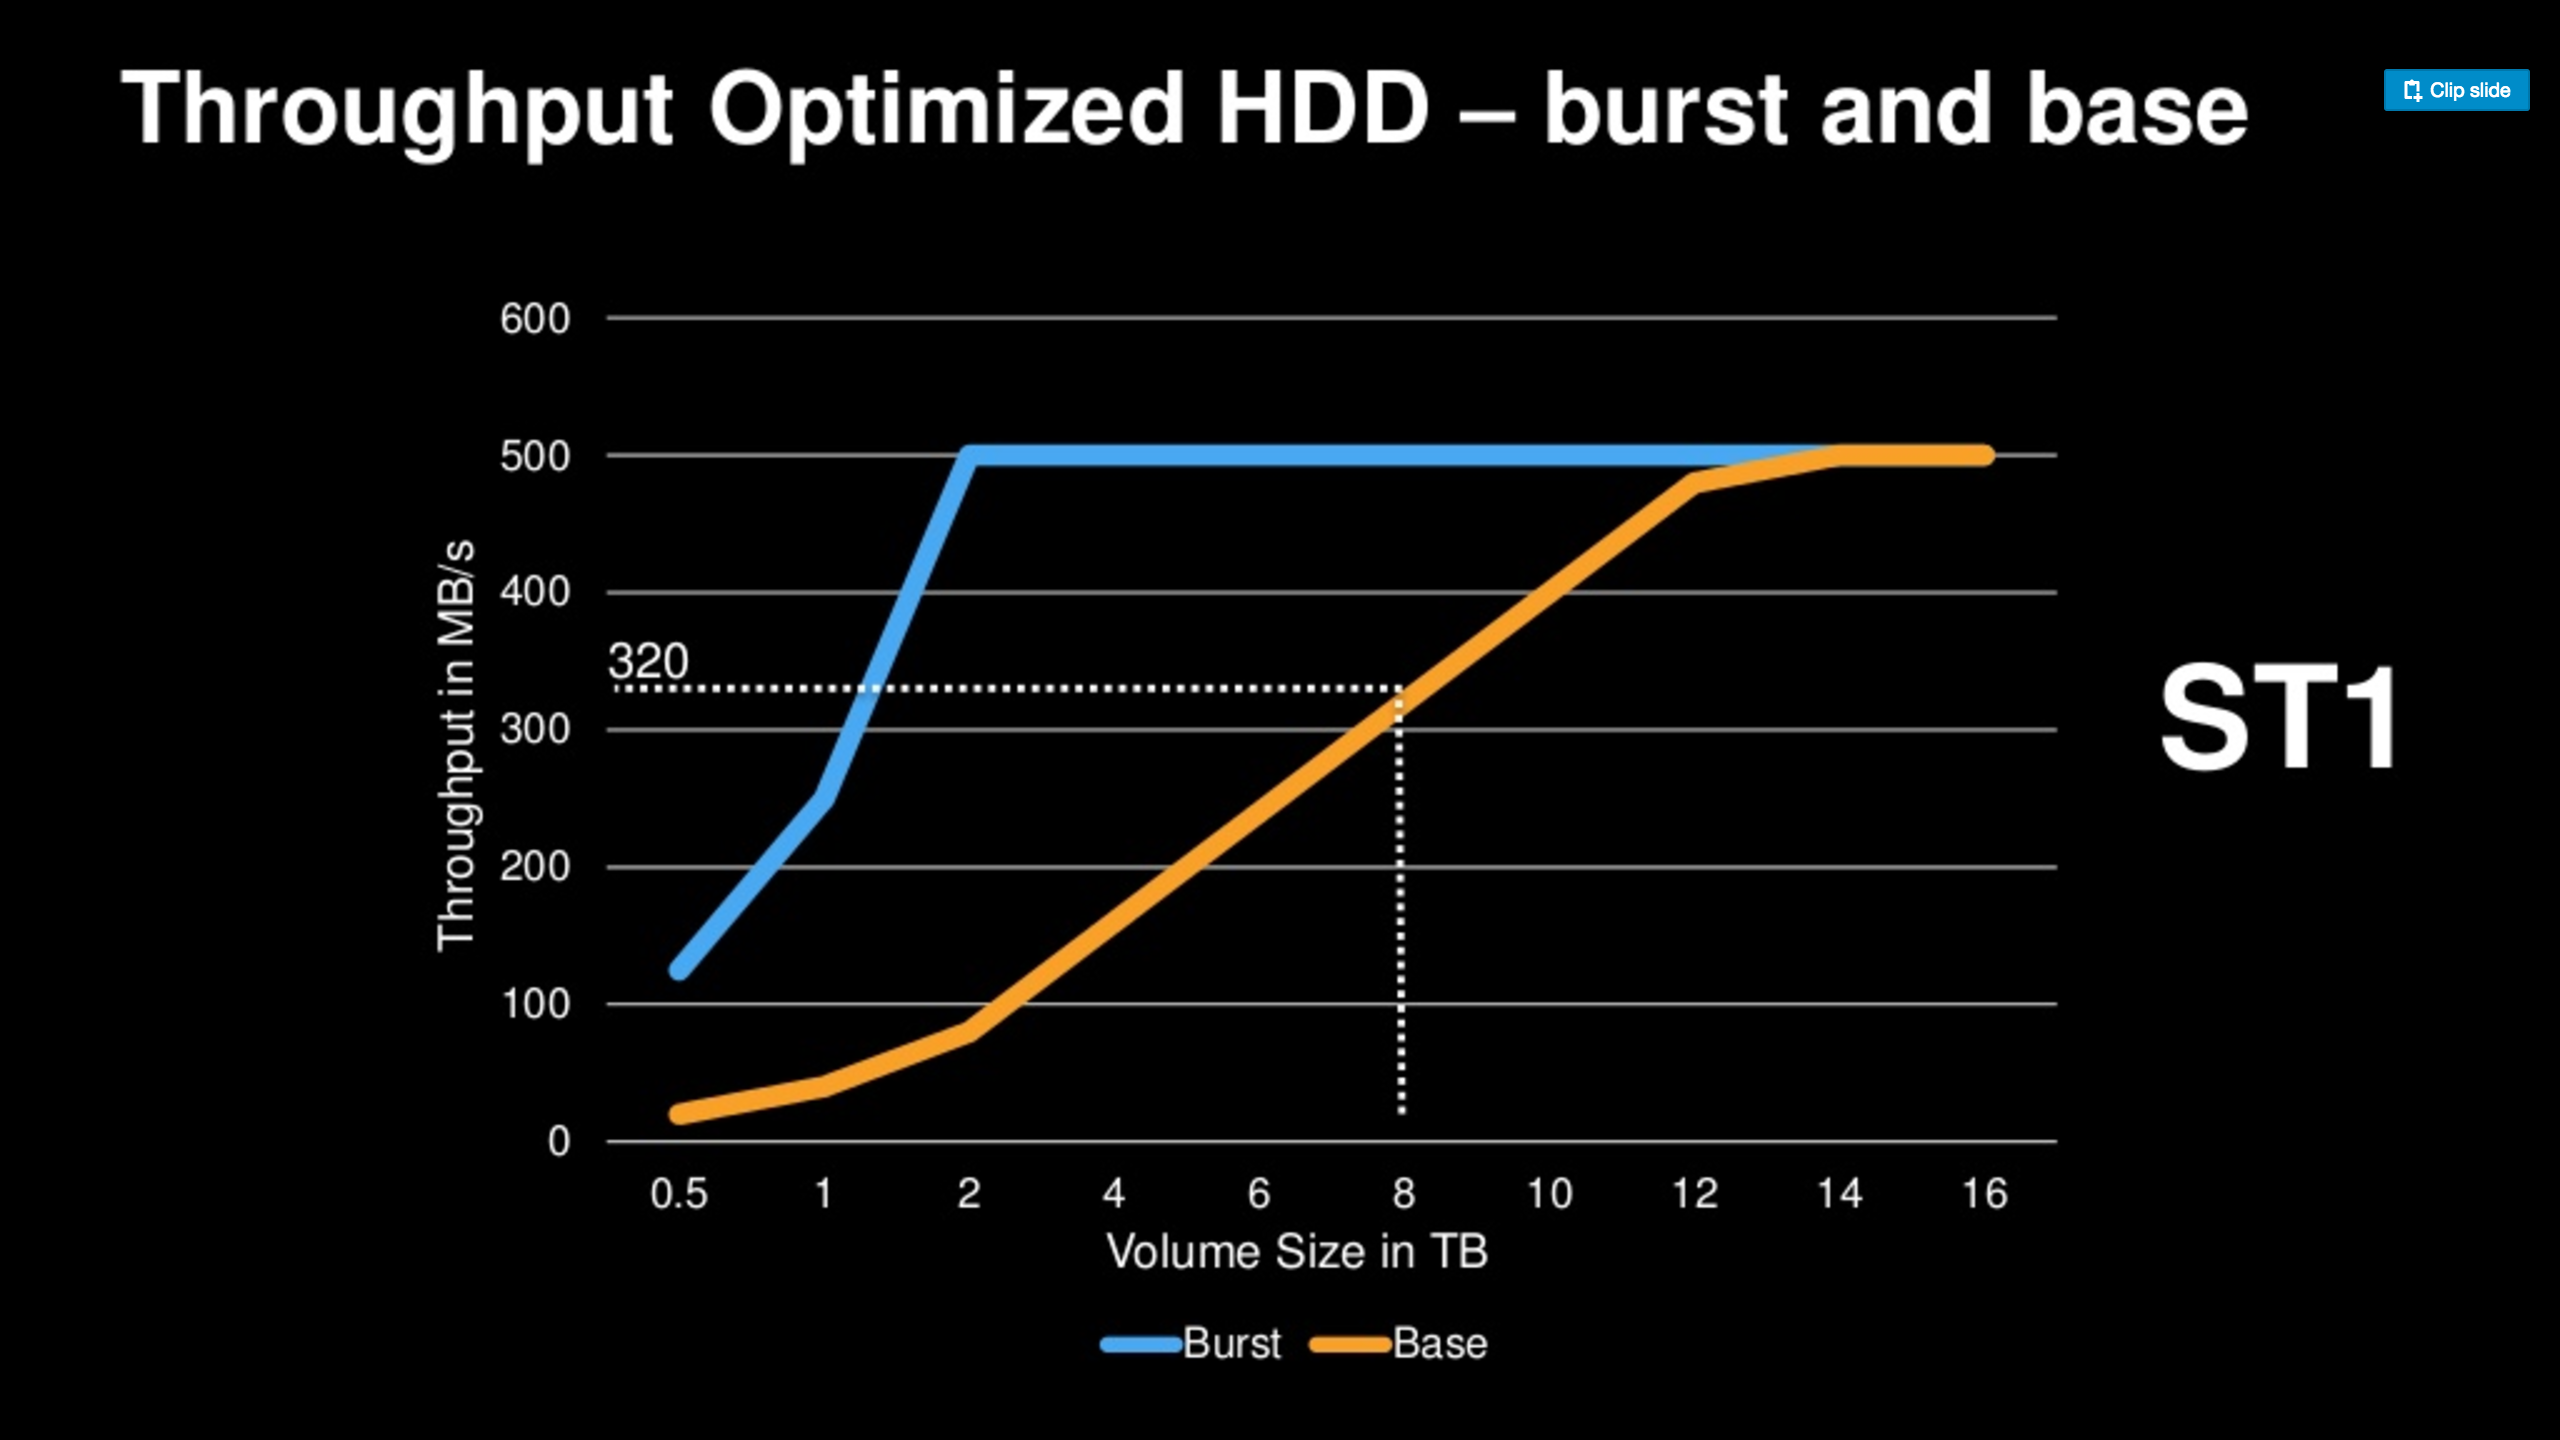 Throughput Optimized HDD – burst and base
Clip slide
600
500
400
320
300
200
100
0
Throughput in MB/s
ST1
0.5 1 2 4 6 8 10 12 14 16
Volume Size in TB
Burst Base